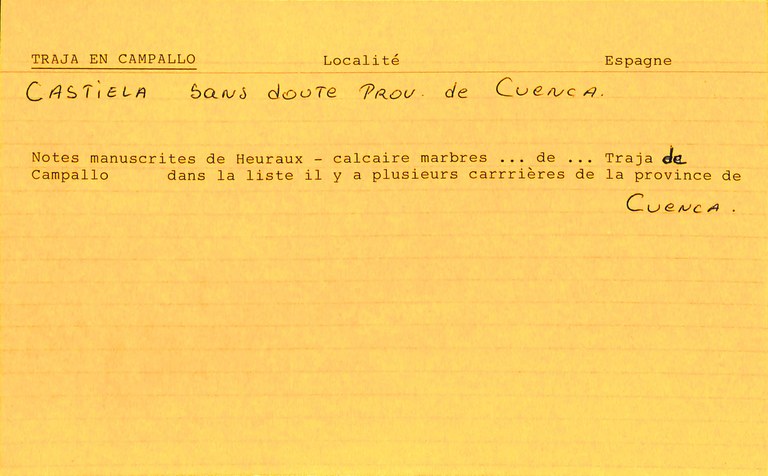 TRAJA EN CAMPALLO Localité Espagne
CASTiELA Sans doute Prov. de Cuenca.
Notes manuscrites de Heuraux - calcaire marbres ... de ... Traja de
Campallo dans la liste il y a plusieurs carrrières de la province de
Cuenca.